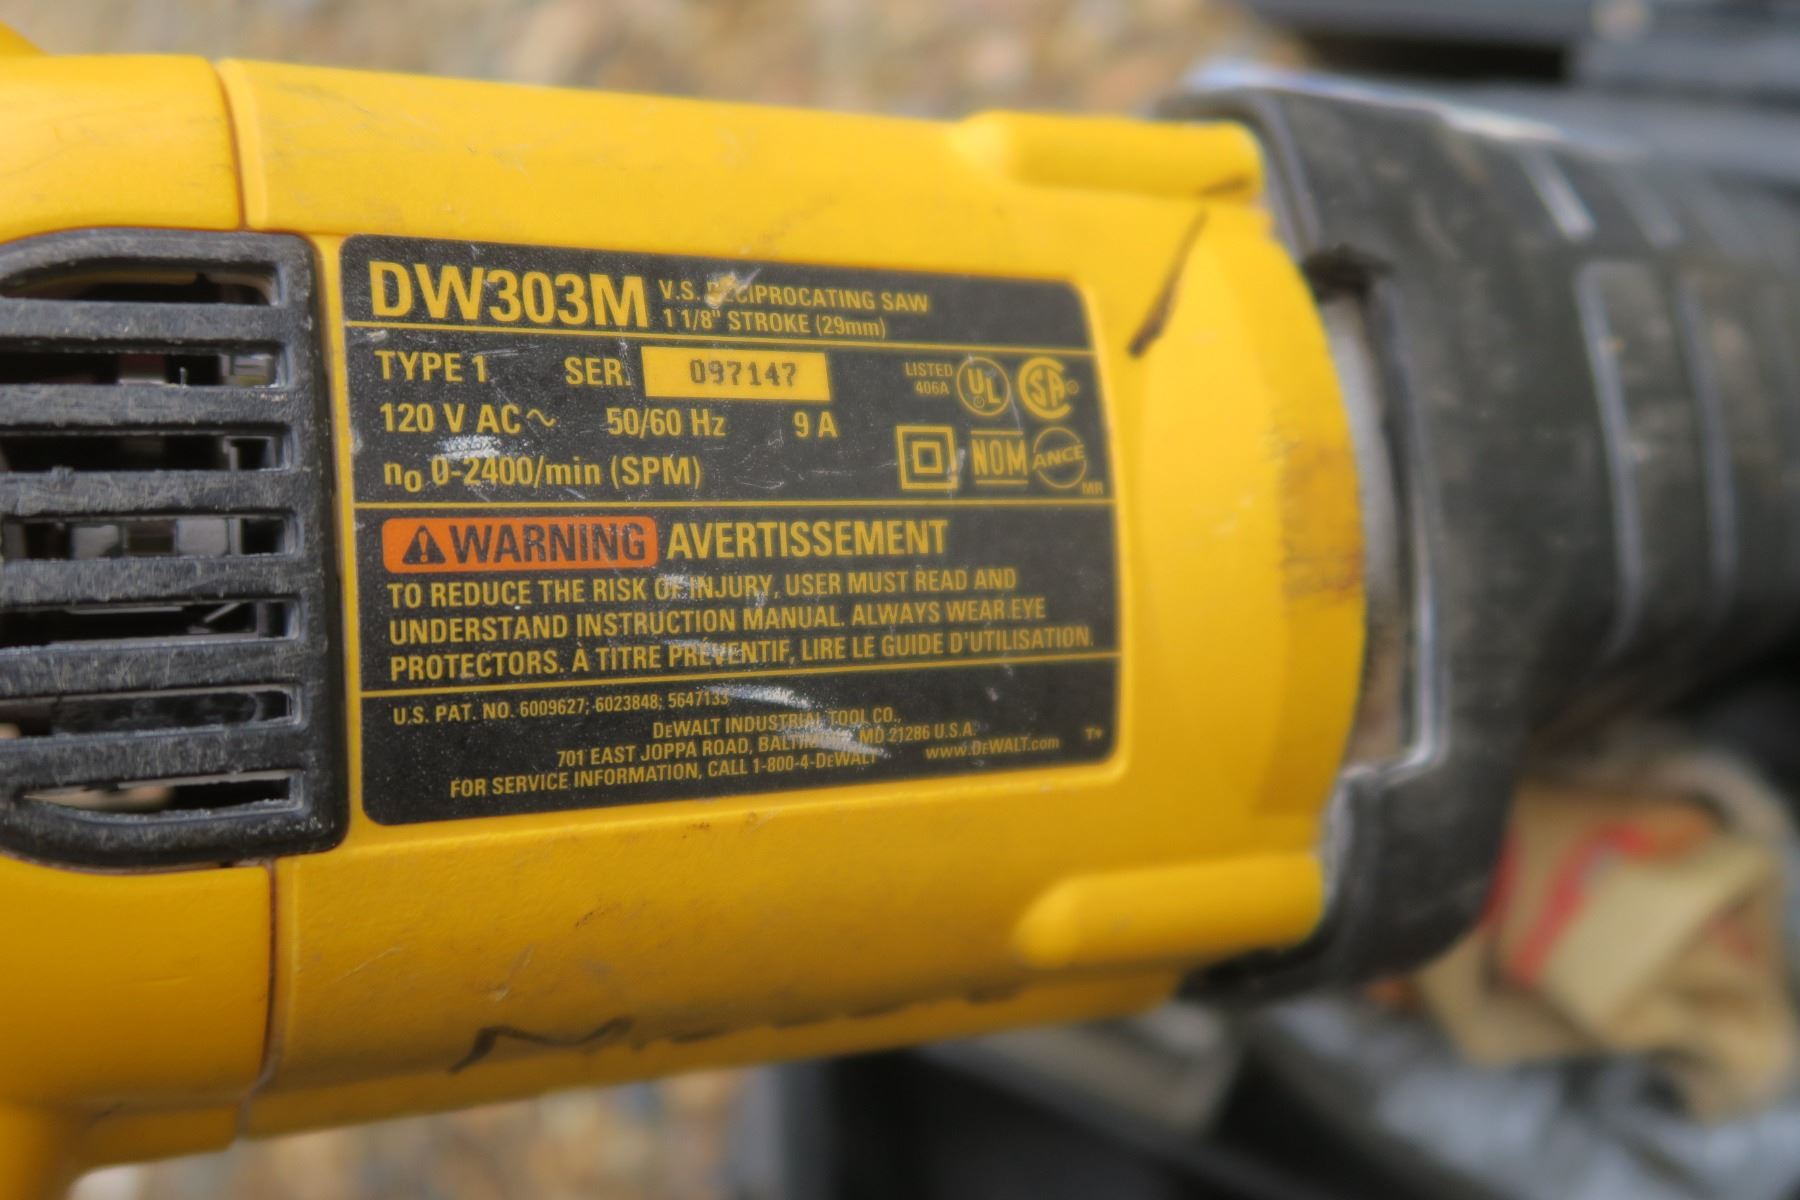 DW303M V.S. RECIPROCATING SAW
1 1/8" STROKE (29mm)
TYPE 1 SER. 097147
LISTED
406A
UL
SA
120 V AC~ 50/60 Hz 9 A
n0 0-2400/min (SPM)
NOM ANCE
MR
WARNING AVERTISSEMENT
TO REDUCE THE RISK OF INJURY, USER MUST READ AND
UNDERSTAND INSTRUCTION MANUAL. ALWAYS WEAR EYE
PROTECTORS. À TITRE PRÉVENTIF, LIRE LE GUIDE D'UTILISATION.
U.S. PAT. NO. 6009627; 6023848; 5647133
DEWALT INDUSTRIAL TOOL CO.,
701 EAST JOPPA ROAD, BALTIMORE, MD 21286 U.S.A.
FOR SERVICE INFORMATION, CALL 1-800-4-DEWALT www.DEWALT.com